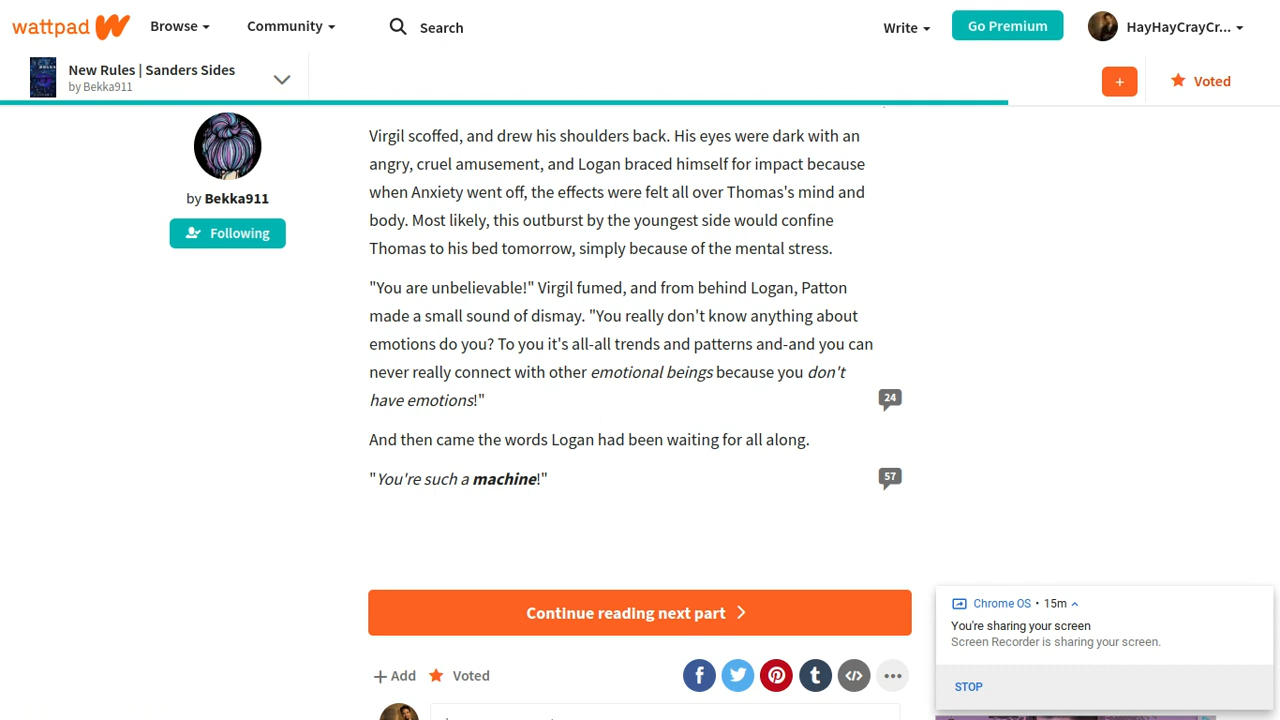 wattpad
Browse
Community
Search
Write
Go Premium
HayHayCrayCr...
New Rules | Sanders Sides
by Bekka911
+
Voted
by Bekka911
Following
Virgil scoffed, and drew his shoulders back. His eyes were dark with an
angry, cruel amusement, and Logan braced himself for impact because
when Anxiety went off, the effects were felt all over Thomas's mind and
body. Most likely, this outburst by the youngest side would confine
Thomas to his bed tomorrow, simply because of the mental stress.
"You are unbelievable!" Virgil fumed, and from behind Logan, Patton
made a small sound of dismay. "You really don't know anything about
emotions do you? To you it's all-all trends and patterns and-and you can
never really connect with other emotional beings because you don't
have emotions!"
24
And then came the words Logan had been waiting for all along.
"You're such a machine!"
57
Continue reading next part
Add
Voted
Chrome OS • 15m
You're sharing your screen
Screen Recorder is sharing your screen.
STOP